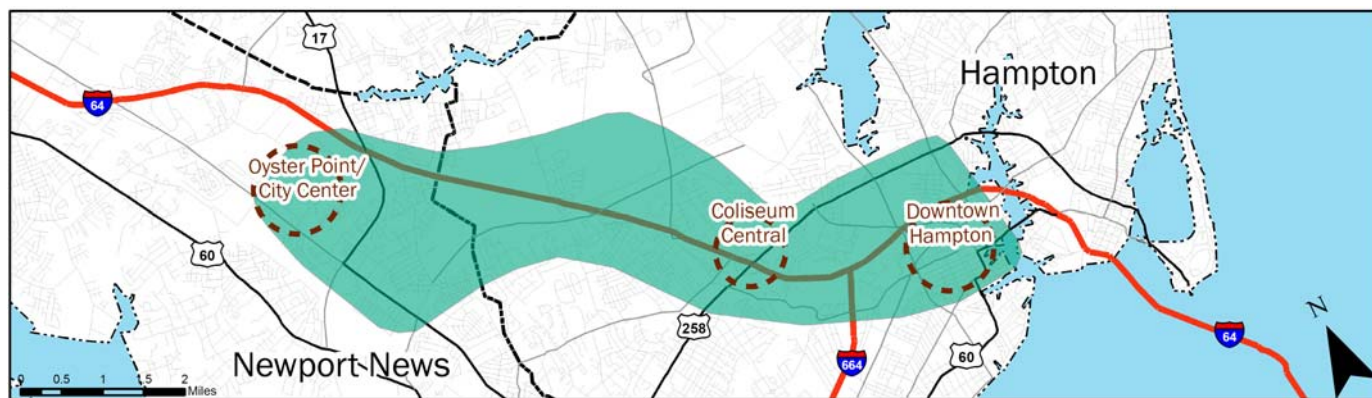 17
Hampton
64
Oyster Point/
City Center
Coliseum
Central
Downtown
Hampton
60
N
258
64
Newport News
664
60
0 0.5 1 1.5 2
Miles